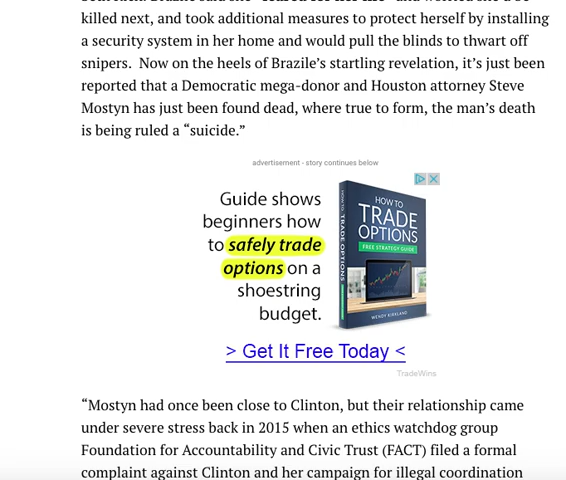 killed next, and took additional measures to protect herself by installing
a security system in her home and would pull the blinds to thwart off
snipers.  Now on the heels of Brazile’s startling revelation, it’s just been
reported that a Democratic mega-donor and Houston attorney Steve
Mostyn has just been found dead, where true to form, the man’s death
is being ruled a “suicide.”
advertisement - story continues below
Guide shows
beginners how
to safely trade
options on a
shoestring
budget.
HOW TO TRADE OPTIONS
HOW TO
TRADE
OPTIONS
FREE STRATEGY GUIDE
WENDY KIRKLAND
> Get It Free Today <
TradeWins
“Mostyn had once been close to Clinton, but their relationship came
under severe stress back in 2015 when an ethics watchdog group
Foundation for Accountability and Civic Trust (FACT) filed a formal
complaint against Clinton and her campaign for illegal coordination